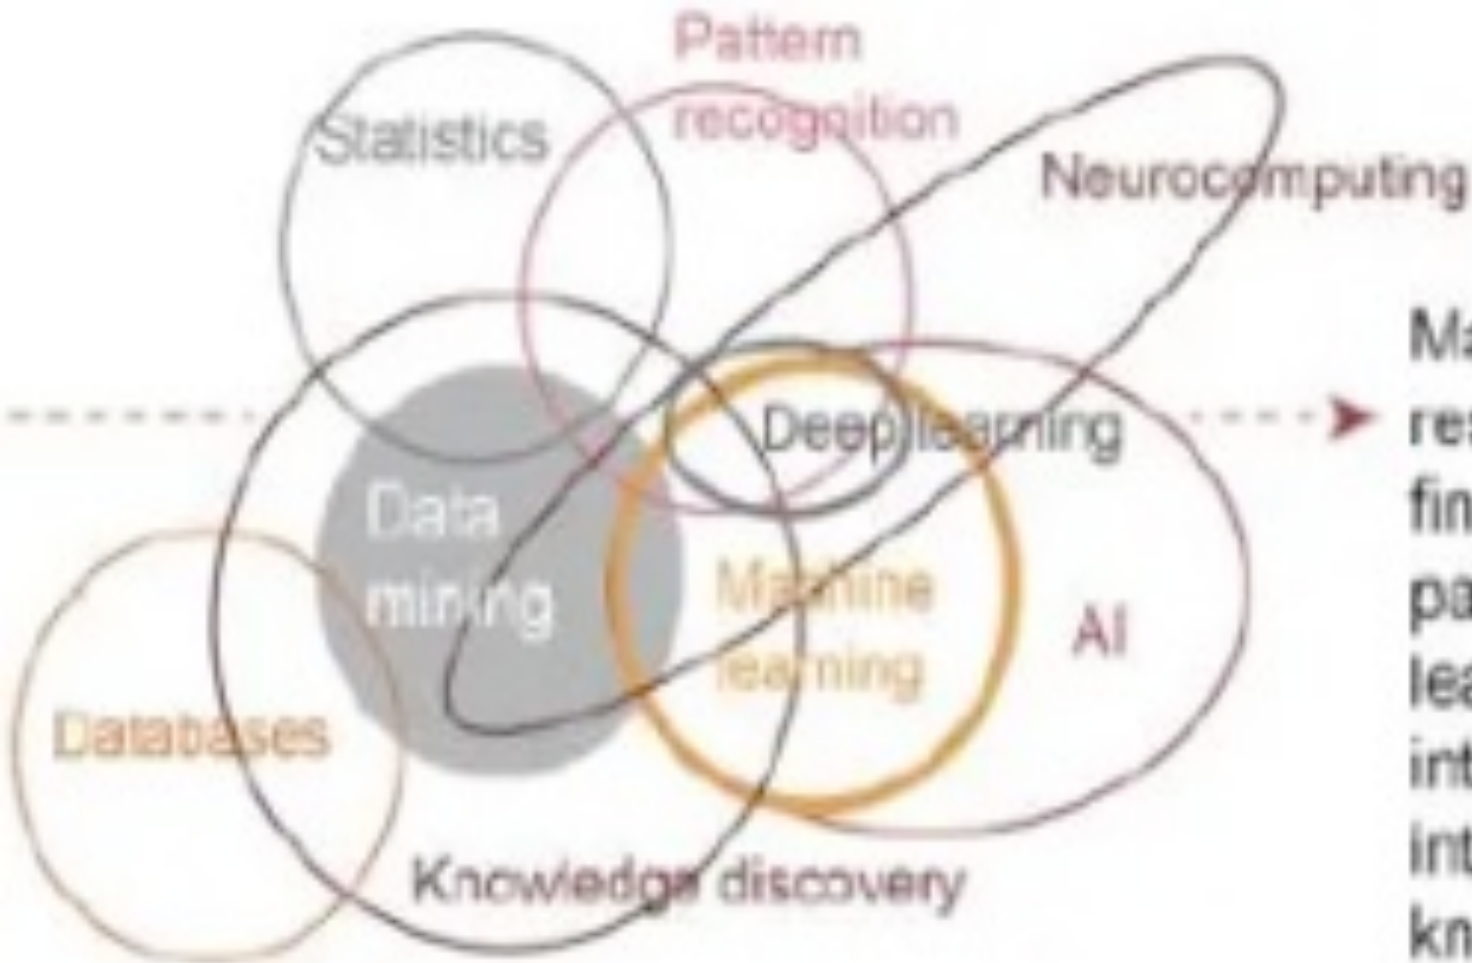 Pattern
recognition
Statistics
Neurocomputing
Deep learning
Data
mining
Machine
learning
AI
Databases
Knowledge discovery